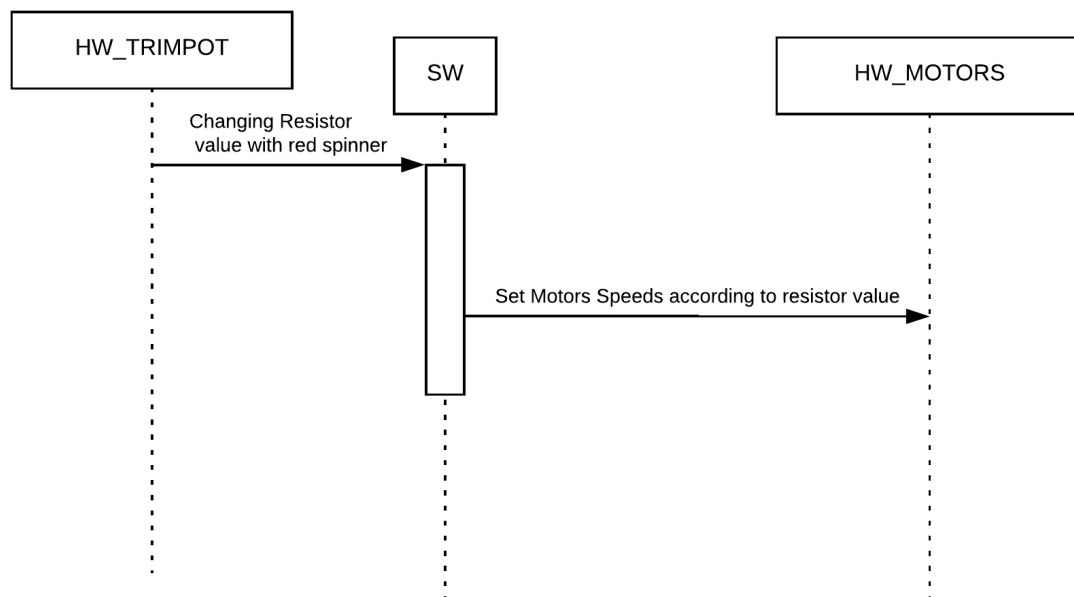 HW_TRIMPOT
SW
HW_MOTORS
Changing Resistor
value with red spinner
Set Motors Speeds according to resistor value